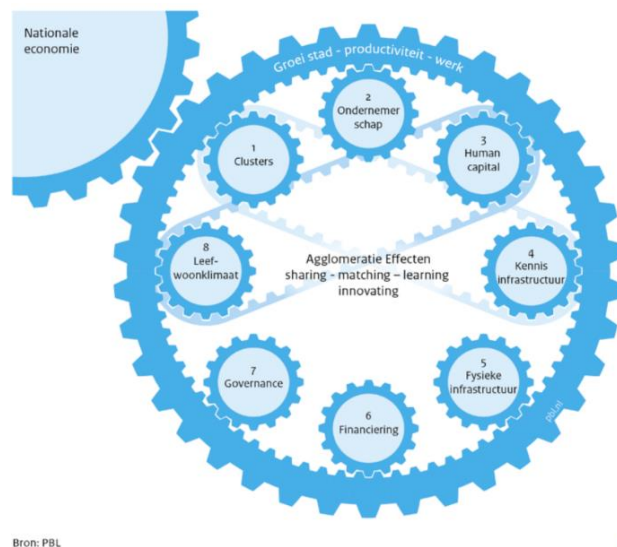 Nationale
economie
Groei stad - productiviteit - werk
2
Ondernemer
schap
1
Clusters
3
Human
capital
8
Leef-
woonklimaat
Agglomeratie Effecten
sharing - matching – learning
innovating
4
Kennis
infrastructuur
7
Governance
5
Fysieke
infrastructuur
6
Financiering
pbl.nl
Bron: PBL